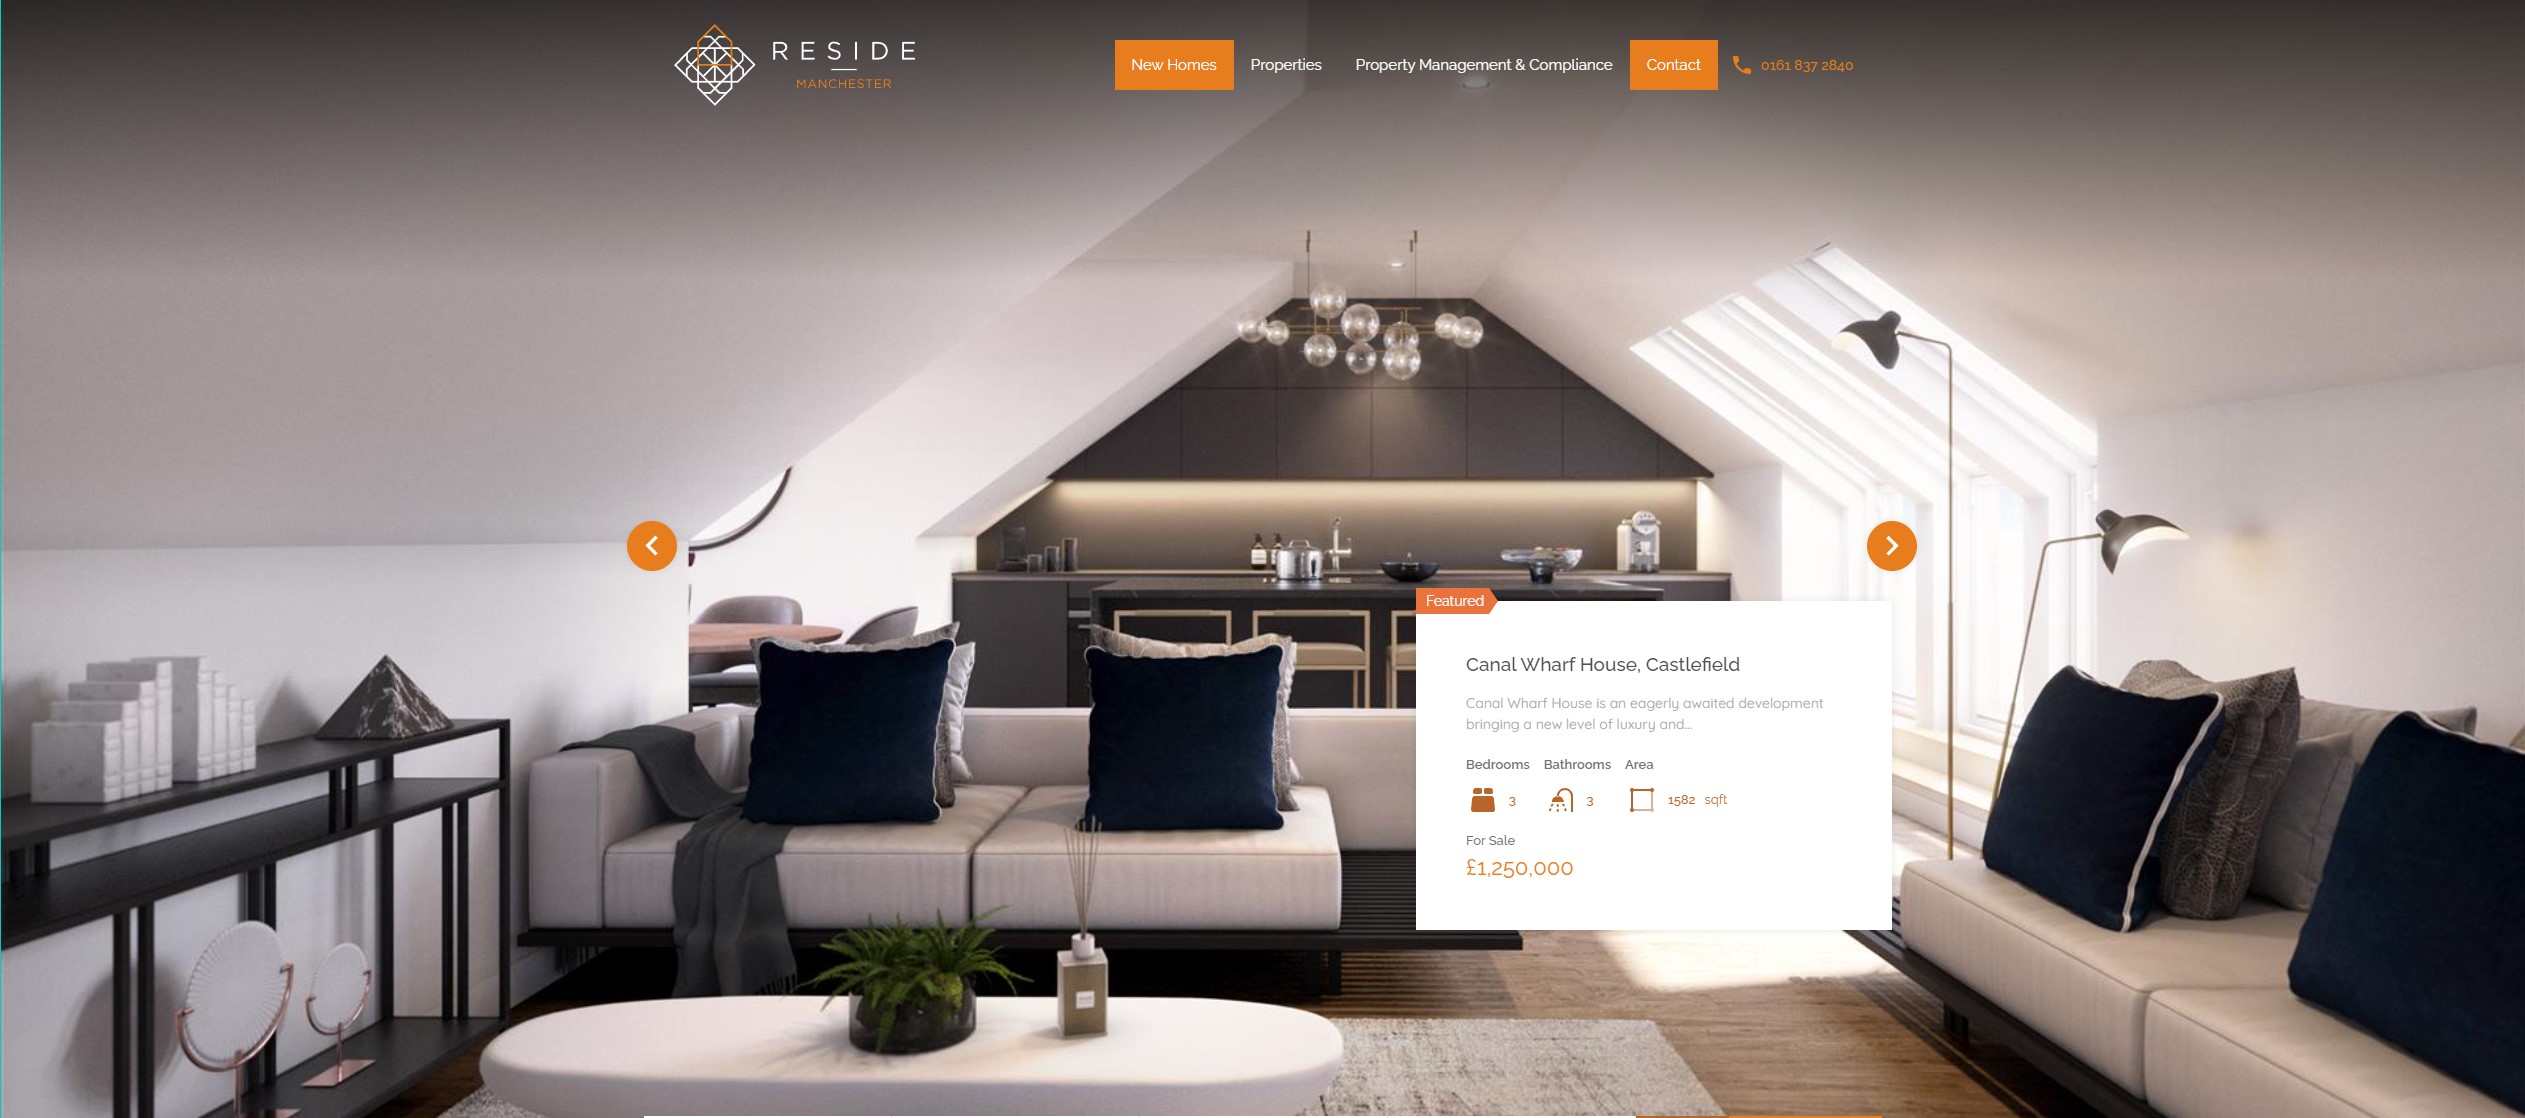 RESIDE
MANCHESTER
New Homes
Properties
Property Management & Compliance
Contact
0161 837 2840
Featured
Canal Wharf House, Castlefield
Canal Wharf House is an eagerly awaited development
bringing a new level of luxury and...
Bedrooms Bathrooms Area
3 3 1582 sqft
For Sale
£1,250,000